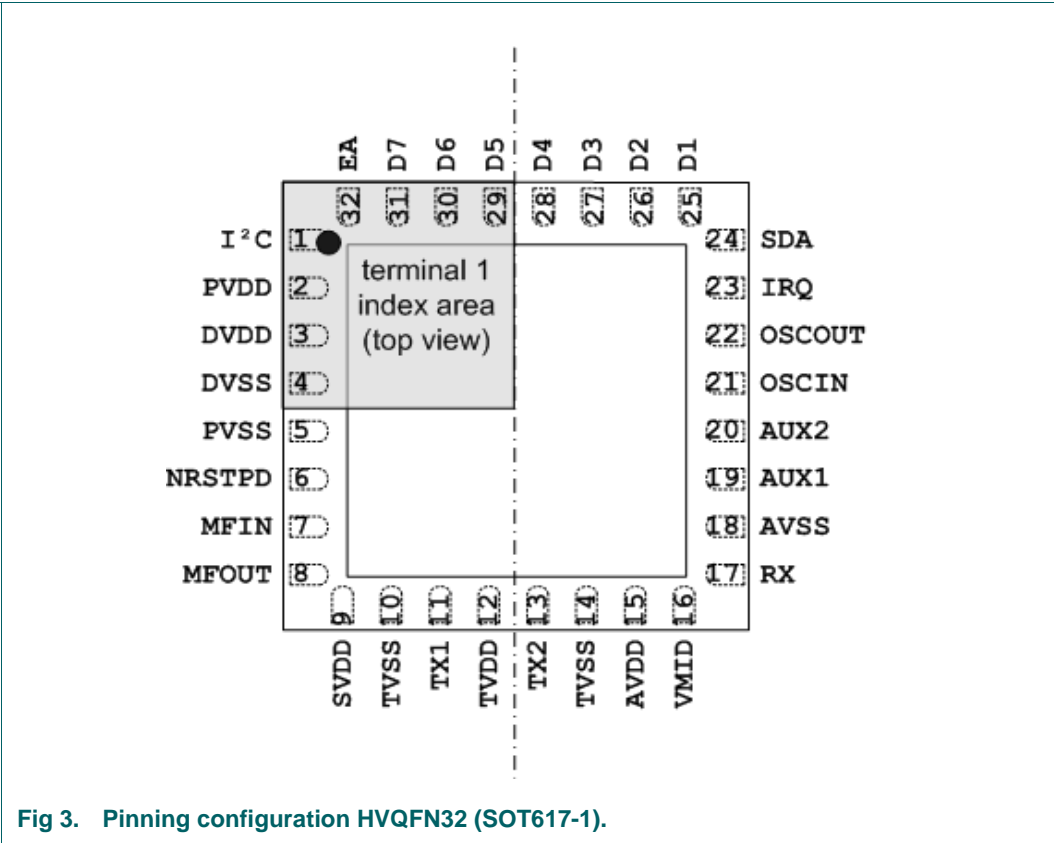 EA D7 D6 D5 D4 D3 D2 D1
32 31 30 29 28 27 26 25
I²C 1
PVDD 2
DVDD 3
DVSS 4
PVSS 5
NRSTPD 6
MFIN 7
MFOUT 8
terminal 1
index area
(top view)
24 SDA
23 IRQ
22 OSCOUT
21 OSCIN
20 AUX2
19 AUX1
18 AVSS
17 RX
9 10 11 12 13 14 15 16
SVDD TVSS TX1 TVDD TX2 TVSS AVDD VMID
Fig 3. Pinning configuration HVQFN32 (SOT617-1).